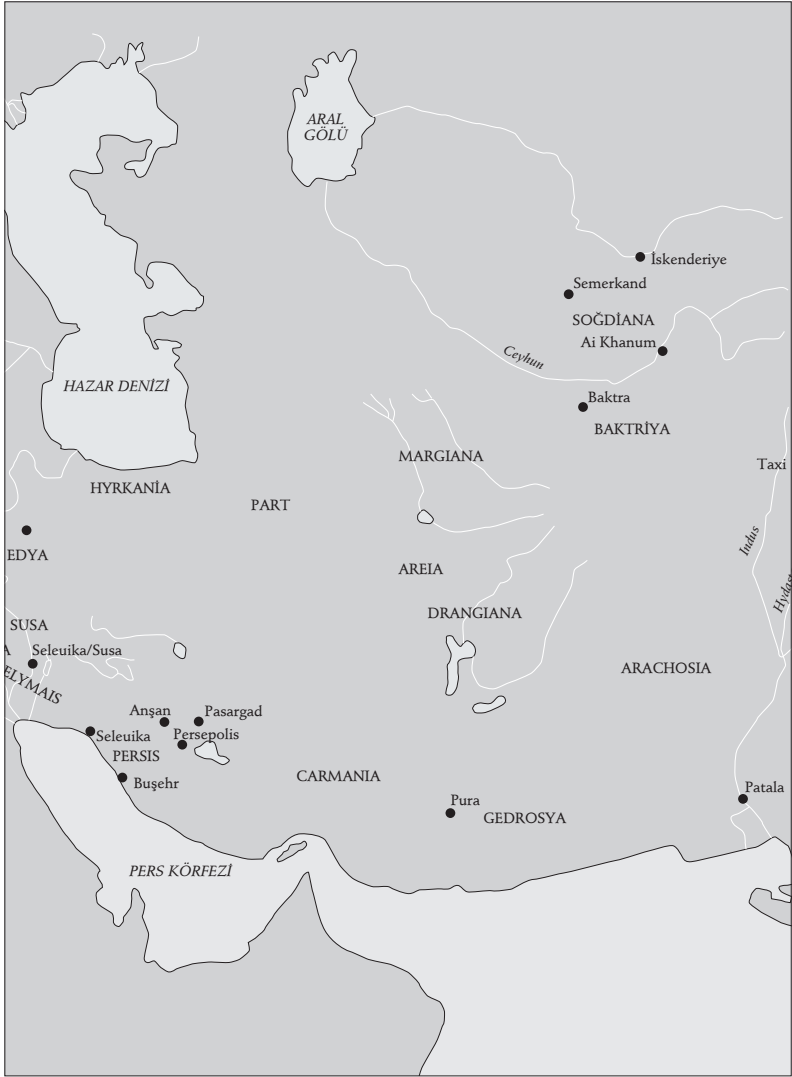 ARAL
GÖLÜ
İskenderiye
Semerkand
SOĞDİANA
Ai Khanum
Ceyhun
HAZAR DENİZİ
Baktra
BAKTRİYA
MARGIANA
Taxi
HYRKANİA
PART
Indus
EDYA
AREIA
Hydasp
DRANGIANA
SUSA
A
Seleuika/Susa
ELYMAIS
ARACHOSIA
Anşan
Pasargad
Seleuika
Persepolis
PERSIS
CARMANIA
Buşehr
Patala
Pura
GEDROSYA
PERS KÖRFEZİ